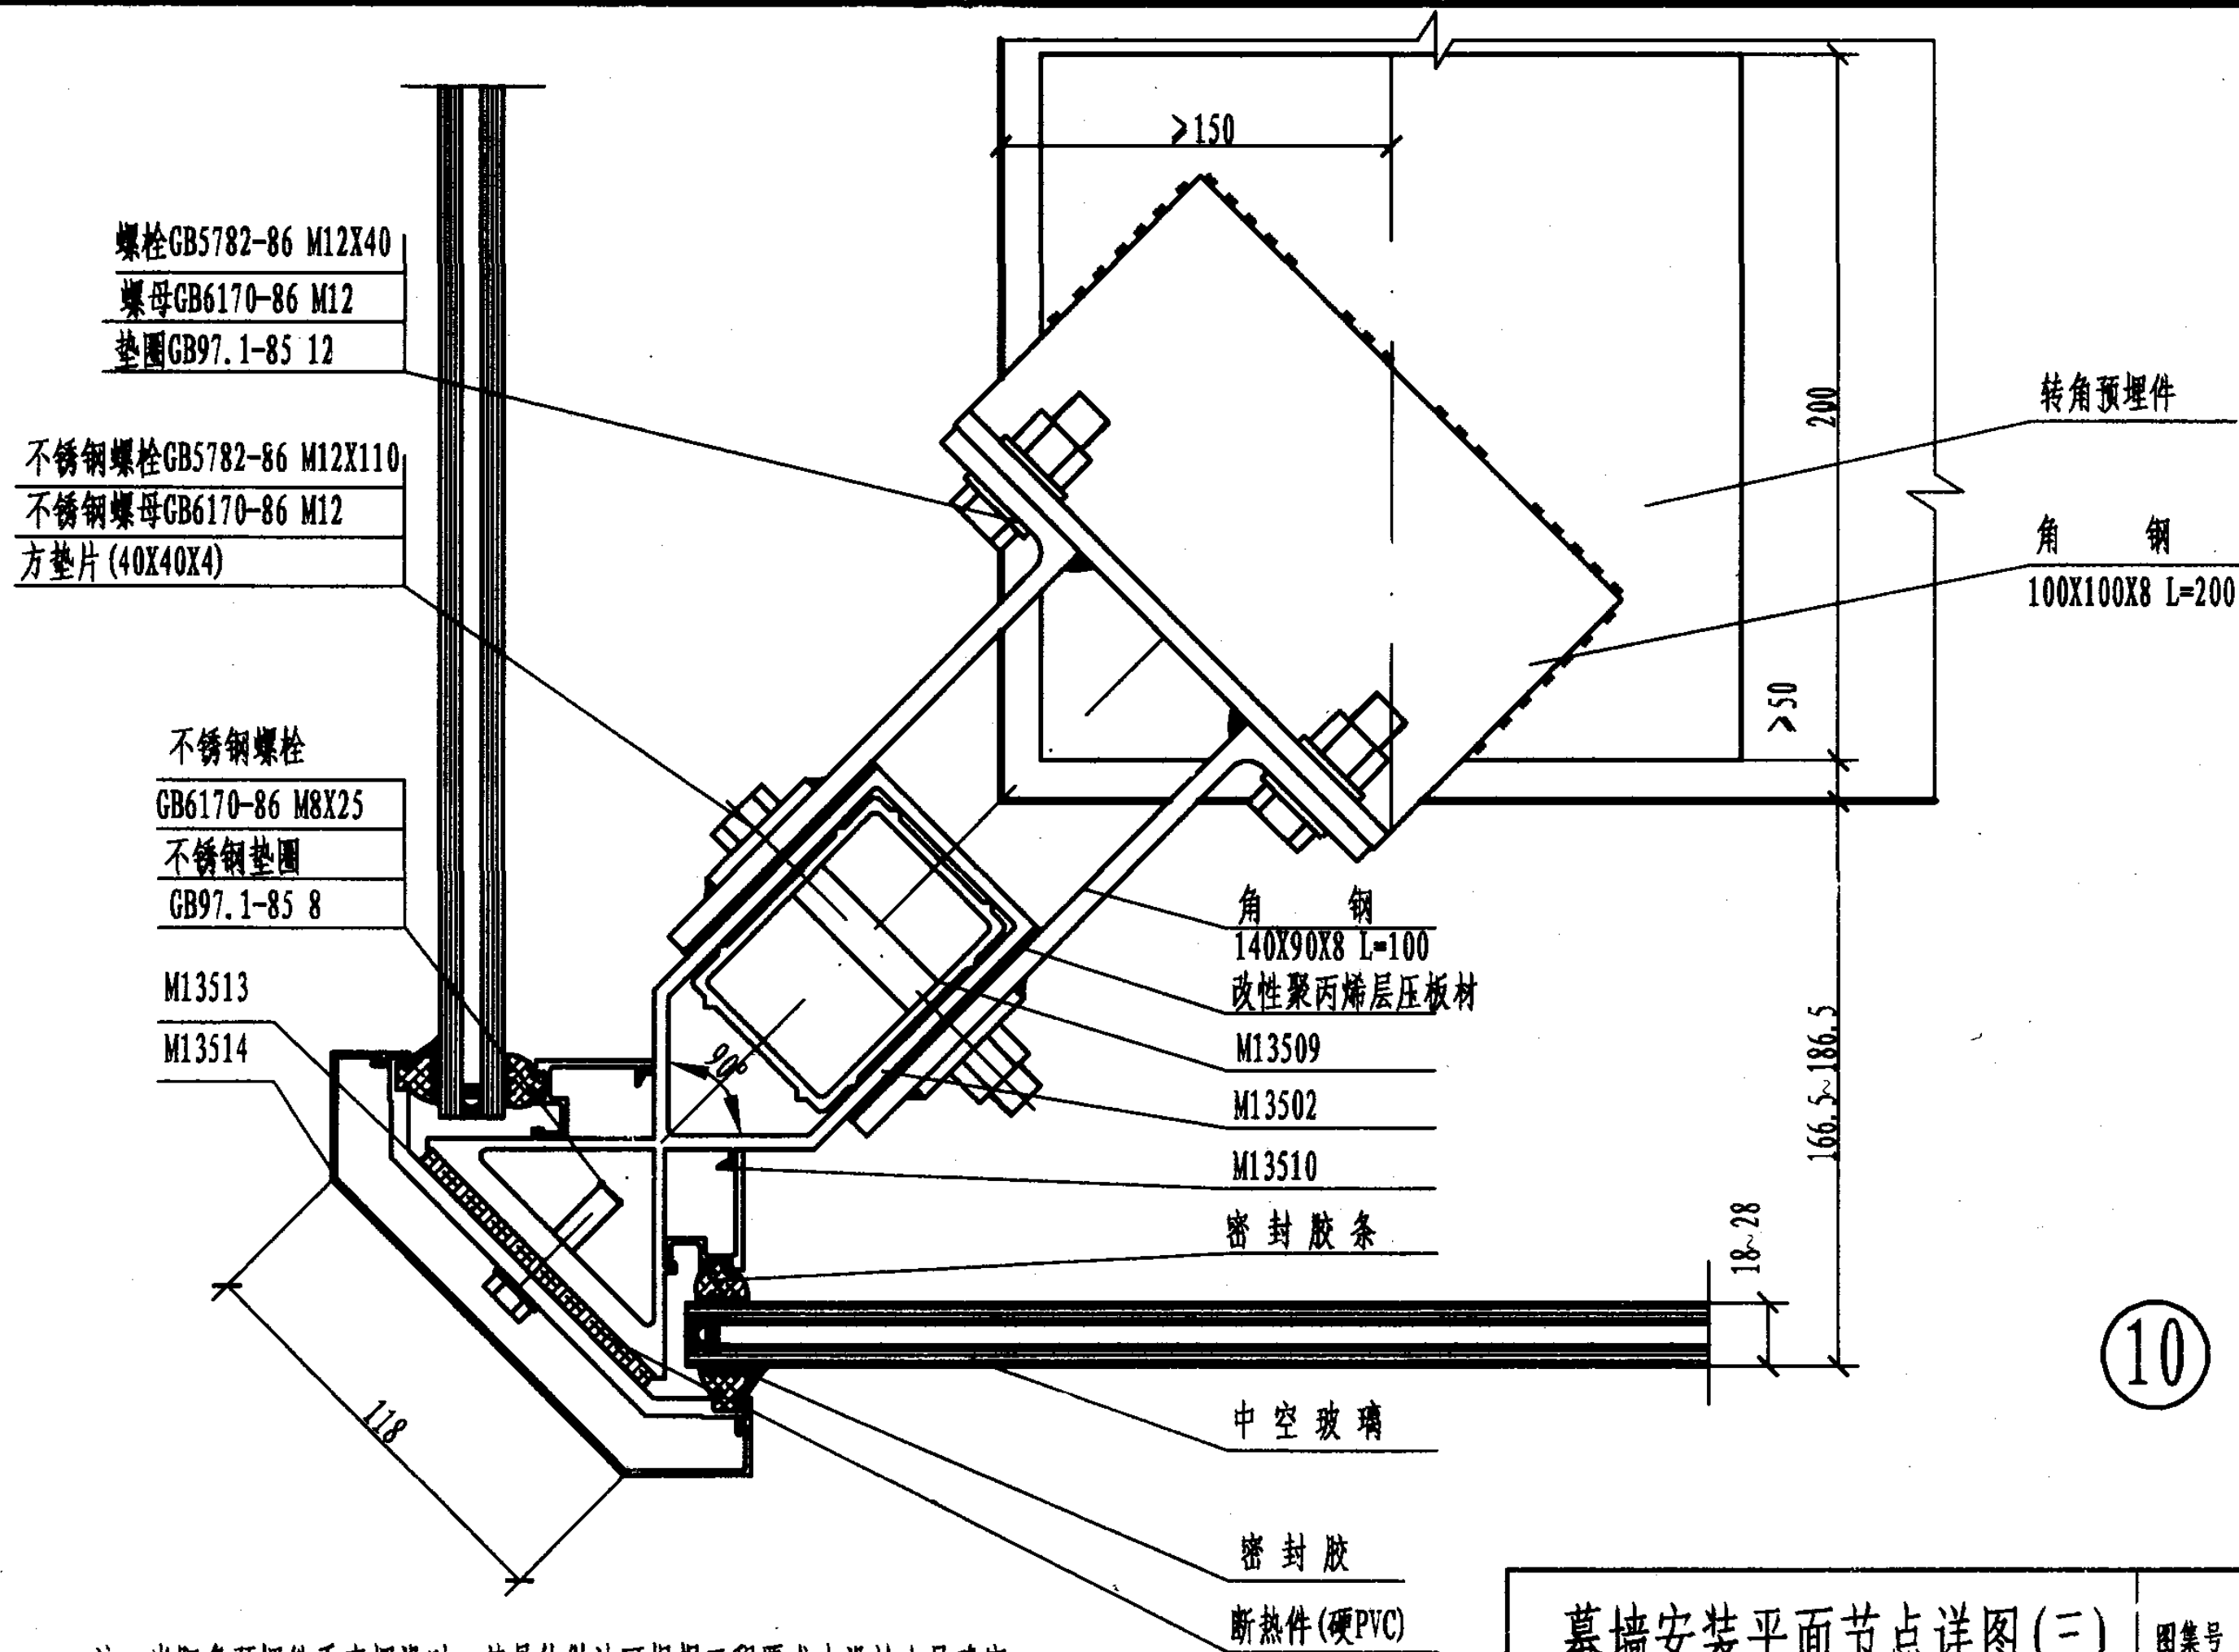 ⩾150
螺栓GB5782-86 M12X40
螺母GB6170-86 M12
垫圈GB97.1-85 12
不锈钢螺栓GB5782-86 M12X110
不锈钢螺母GB6170-86 M12
方垫片(40X40X4)
200
转角预埋件
角 钢
100X100X8 L=200
⩾50
不锈钢螺栓
GB6170-86 M8X25
不锈钢垫圈
GB97.1-85 8
M13513
M13514
90°
角 钢
140X90X8 L=100
改性聚丙烯层压板材
M13509
M13502
M13510
密封胶条
166.5~186.5
18~28
10
118
中空玻璃
密封胶
断热件(硬PVC)
幕墙安装平面节点详图(三)
图集号